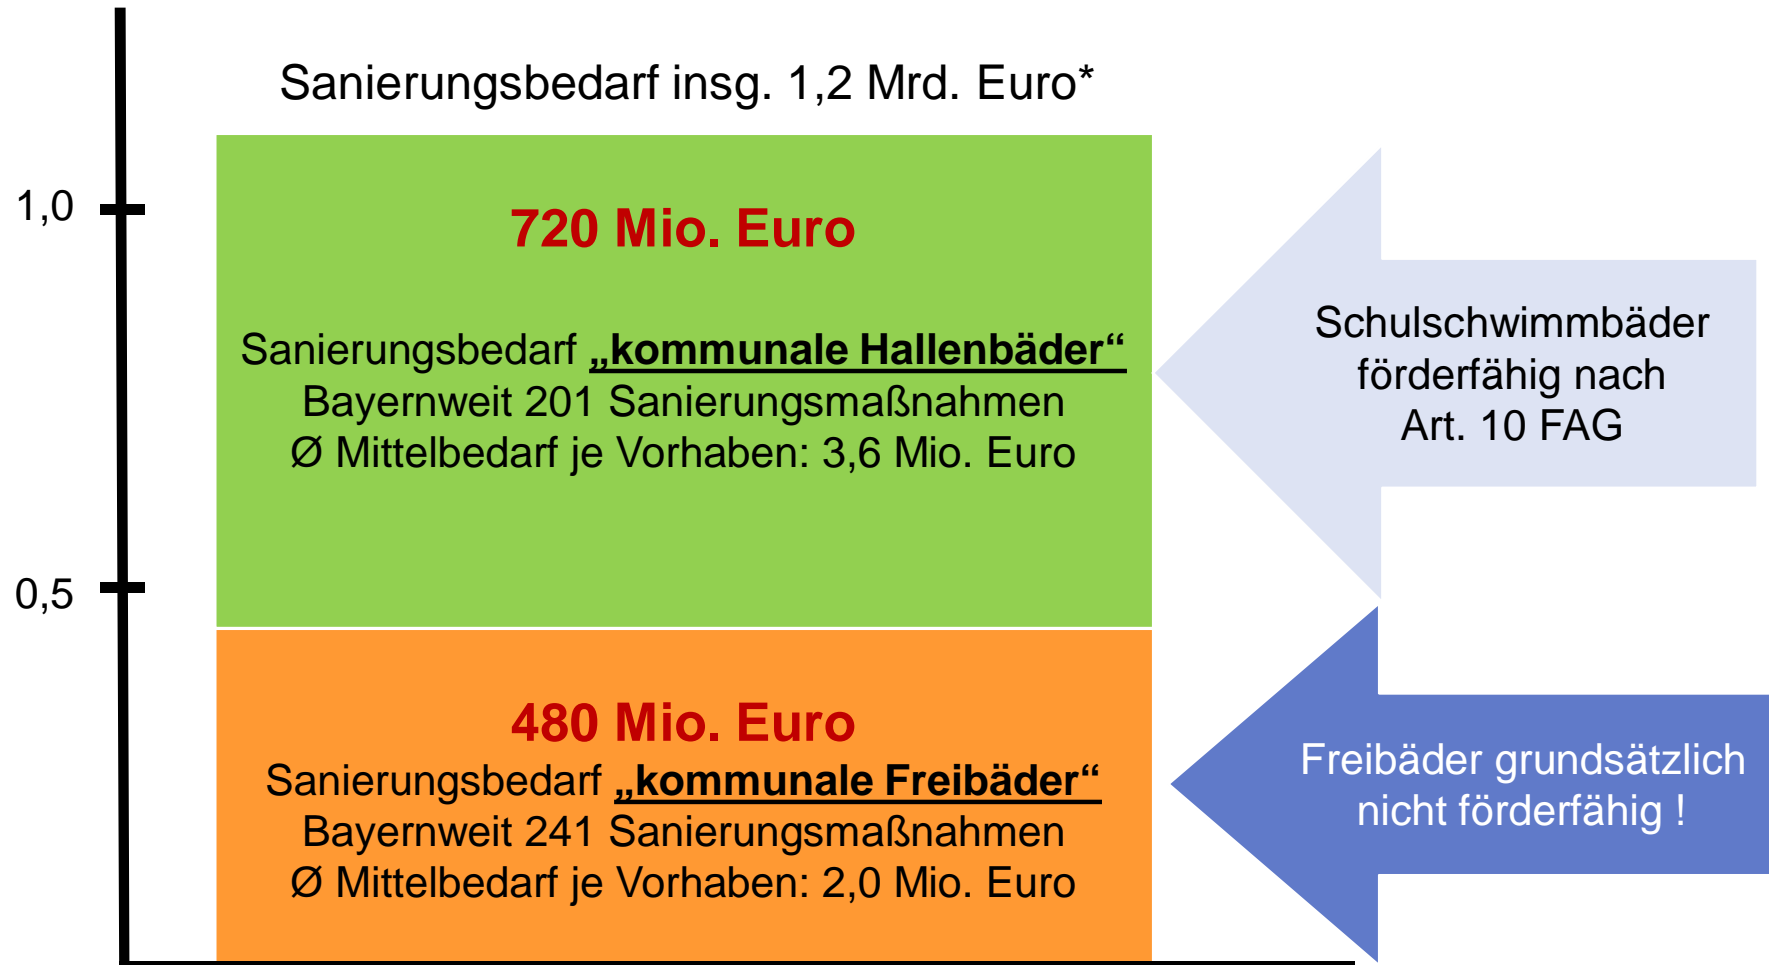 Sanierungsbedarf insg. 1,2 Mrd. Euro*
1,0
720 Mio. Euro
Sanierungsbedarf „kommunale Hallenbäder“
Bayernweit 201 Sanierungsmaßnahmen
Ø Mittelbedarf je Vorhaben: 3,6 Mio. Euro
Schulschwimmbäder
förderfähig nach
Art. 10 FAG
0,5
480 Mio. Euro
Sanierungsbedarf „kommunale Freibäder“
Bayernweit 241 Sanierungsmaßnahmen
Ø Mittelbedarf je Vorhaben: 2,0 Mio. Euro
Freibäder grundsätzlich
nicht förderfähig !